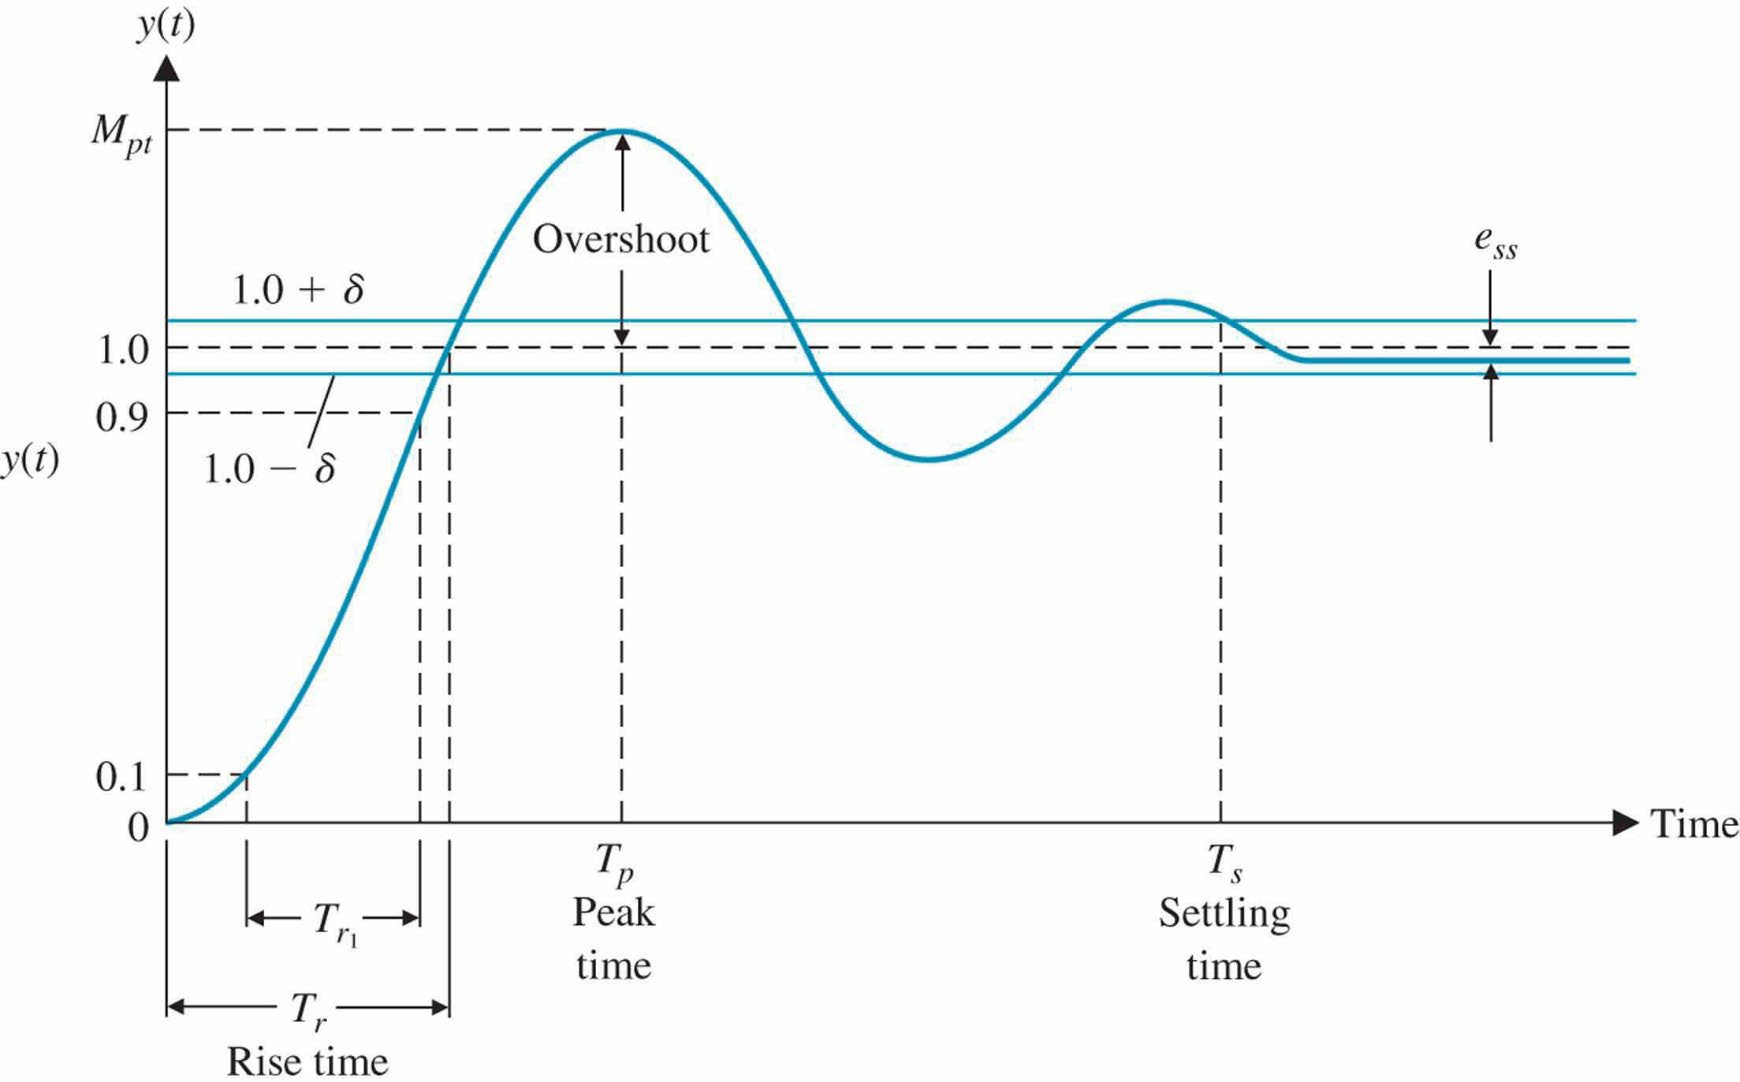 y(t)
M_pt
Overshoot
e_ss
1.0 + δ
1.0
0.9
y(t)
1.0 − δ
0.1
0
Time
T_p
T_s
Peak
time
Settling
time
T_r1
T_r
Rise time